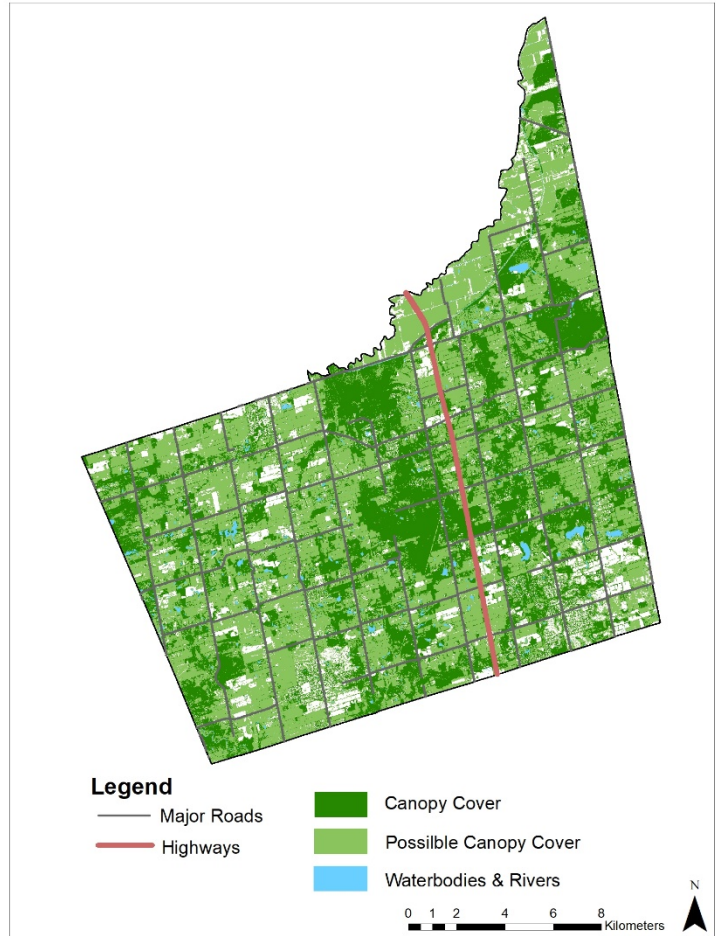 Legend
Major Roads
Highways
Canopy Cover
Possilble Canopy Cover
Waterbodies & Rivers
N
0 1 2 4 6 8
Kilometers